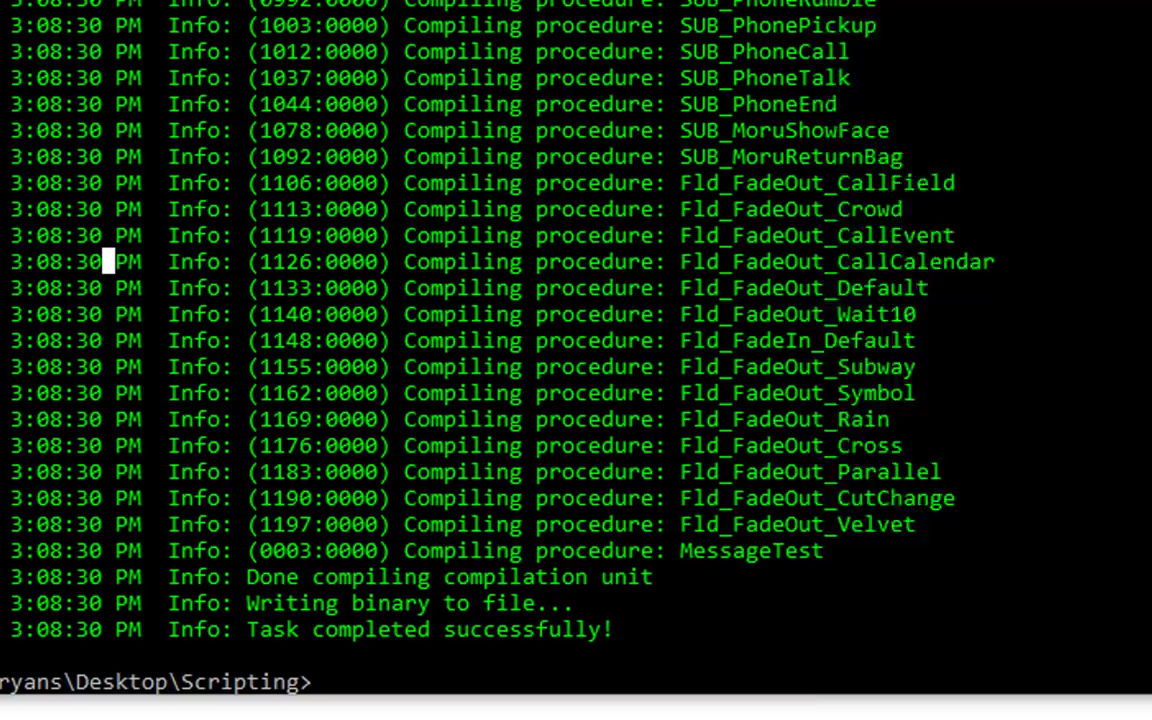 3:08:30 PM  Info: (0992:0000) Compiling procedure: SUB_PhoneRumble
3:08:30 PM  Info: (1003:0000) Compiling procedure: SUB_PhonePickup
3:08:30 PM  Info: (1012:0000) Compiling procedure: SUB_PhoneCall
3:08:30 PM  Info: (1037:0000) Compiling procedure: SUB_PhoneTalk
3:08:30 PM  Info: (1044:0000) Compiling procedure: SUB_PhoneEnd
3:08:30 PM  Info: (1078:0000) Compiling procedure: SUB_MoruShowFace
3:08:30 PM  Info: (1092:0000) Compiling procedure: SUB_MoruReturnBag
3:08:30 PM  Info: (1106:0000) Compiling procedure: Fld_FadeOut_CallField
3:08:30 PM  Info: (1113:0000) Compiling procedure: Fld_FadeOut_Crowd
3:08:30 PM  Info: (1119:0000) Compiling procedure: Fld_FadeOut_CallEvent
3:08:30 PM  Info: (1126:0000) Compiling procedure: Fld_FadeOut_CallCalendar
3:08:30 PM  Info: (1133:0000) Compiling procedure: Fld_FadeOut_Default
3:08:30 PM  Info: (1140:0000) Compiling procedure: Fld_FadeOut_Wait10
3:08:30 PM  Info: (1148:0000) Compiling procedure: Fld_FadeIn_Default
3:08:30 PM  Info: (1155:0000) Compiling procedure: Fld_FadeOut_Subway
3:08:30 PM  Info: (1162:0000) Compiling procedure: Fld_FadeOut_Symbol
3:08:30 PM  Info: (1169:0000) Compiling procedure: Fld_FadeOut_Rain
3:08:30 PM  Info: (1176:0000) Compiling procedure: Fld_FadeOut_Cross
3:08:30 PM  Info: (1183:0000) Compiling procedure: Fld_FadeOut_Parallel
3:08:30 PM  Info: (1190:0000) Compiling procedure: Fld_FadeOut_CutChange
3:08:30 PM  Info: (1197:0000) Compiling procedure: Fld_FadeOut_Velvet
3:08:30 PM  Info: (0003:0000) Compiling procedure: MessageTest
3:08:30 PM  Info: Done compiling compilation unit
3:08:30 PM  Info: Writing binary to file...
3:08:30 PM  Info: Task completed successfully!
ryans\Desktop\Scripting>